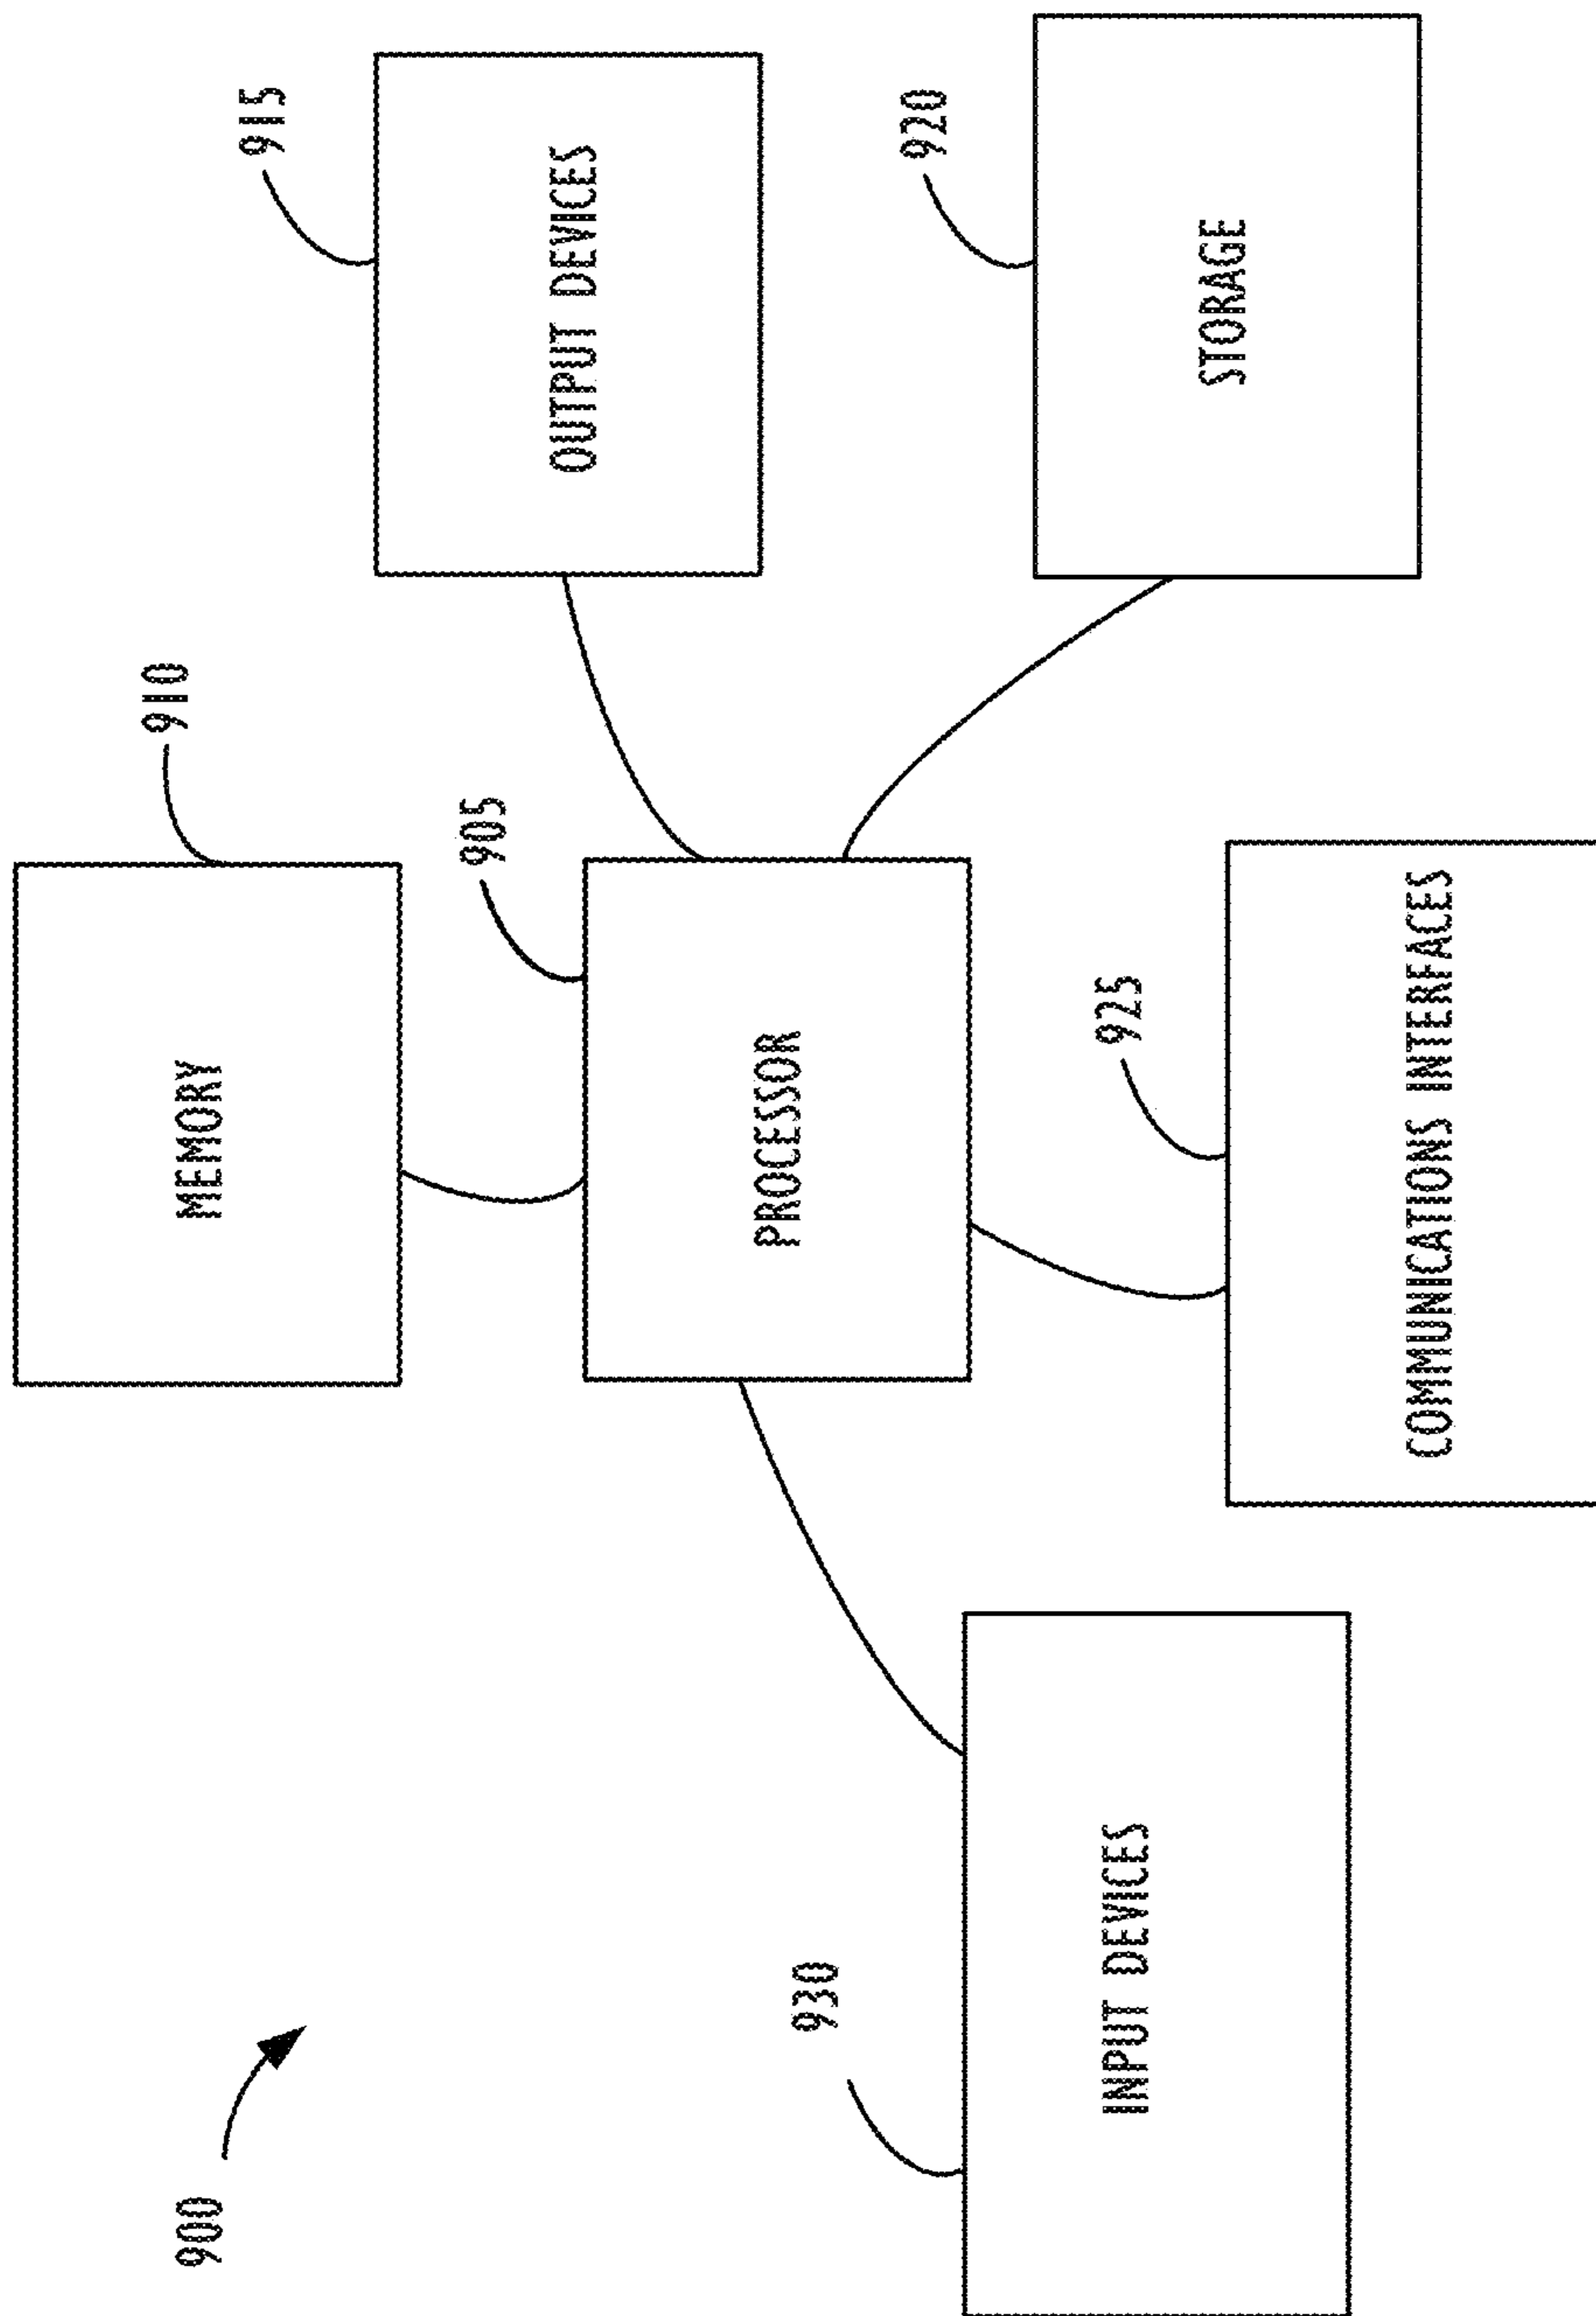 900
910
MEMORY
915
OUTPUT DEVICES
905
PROCESSOR
930
INPUT DEVICES
920
STORAGE
925
COMMUNICATIONS INTERFACES